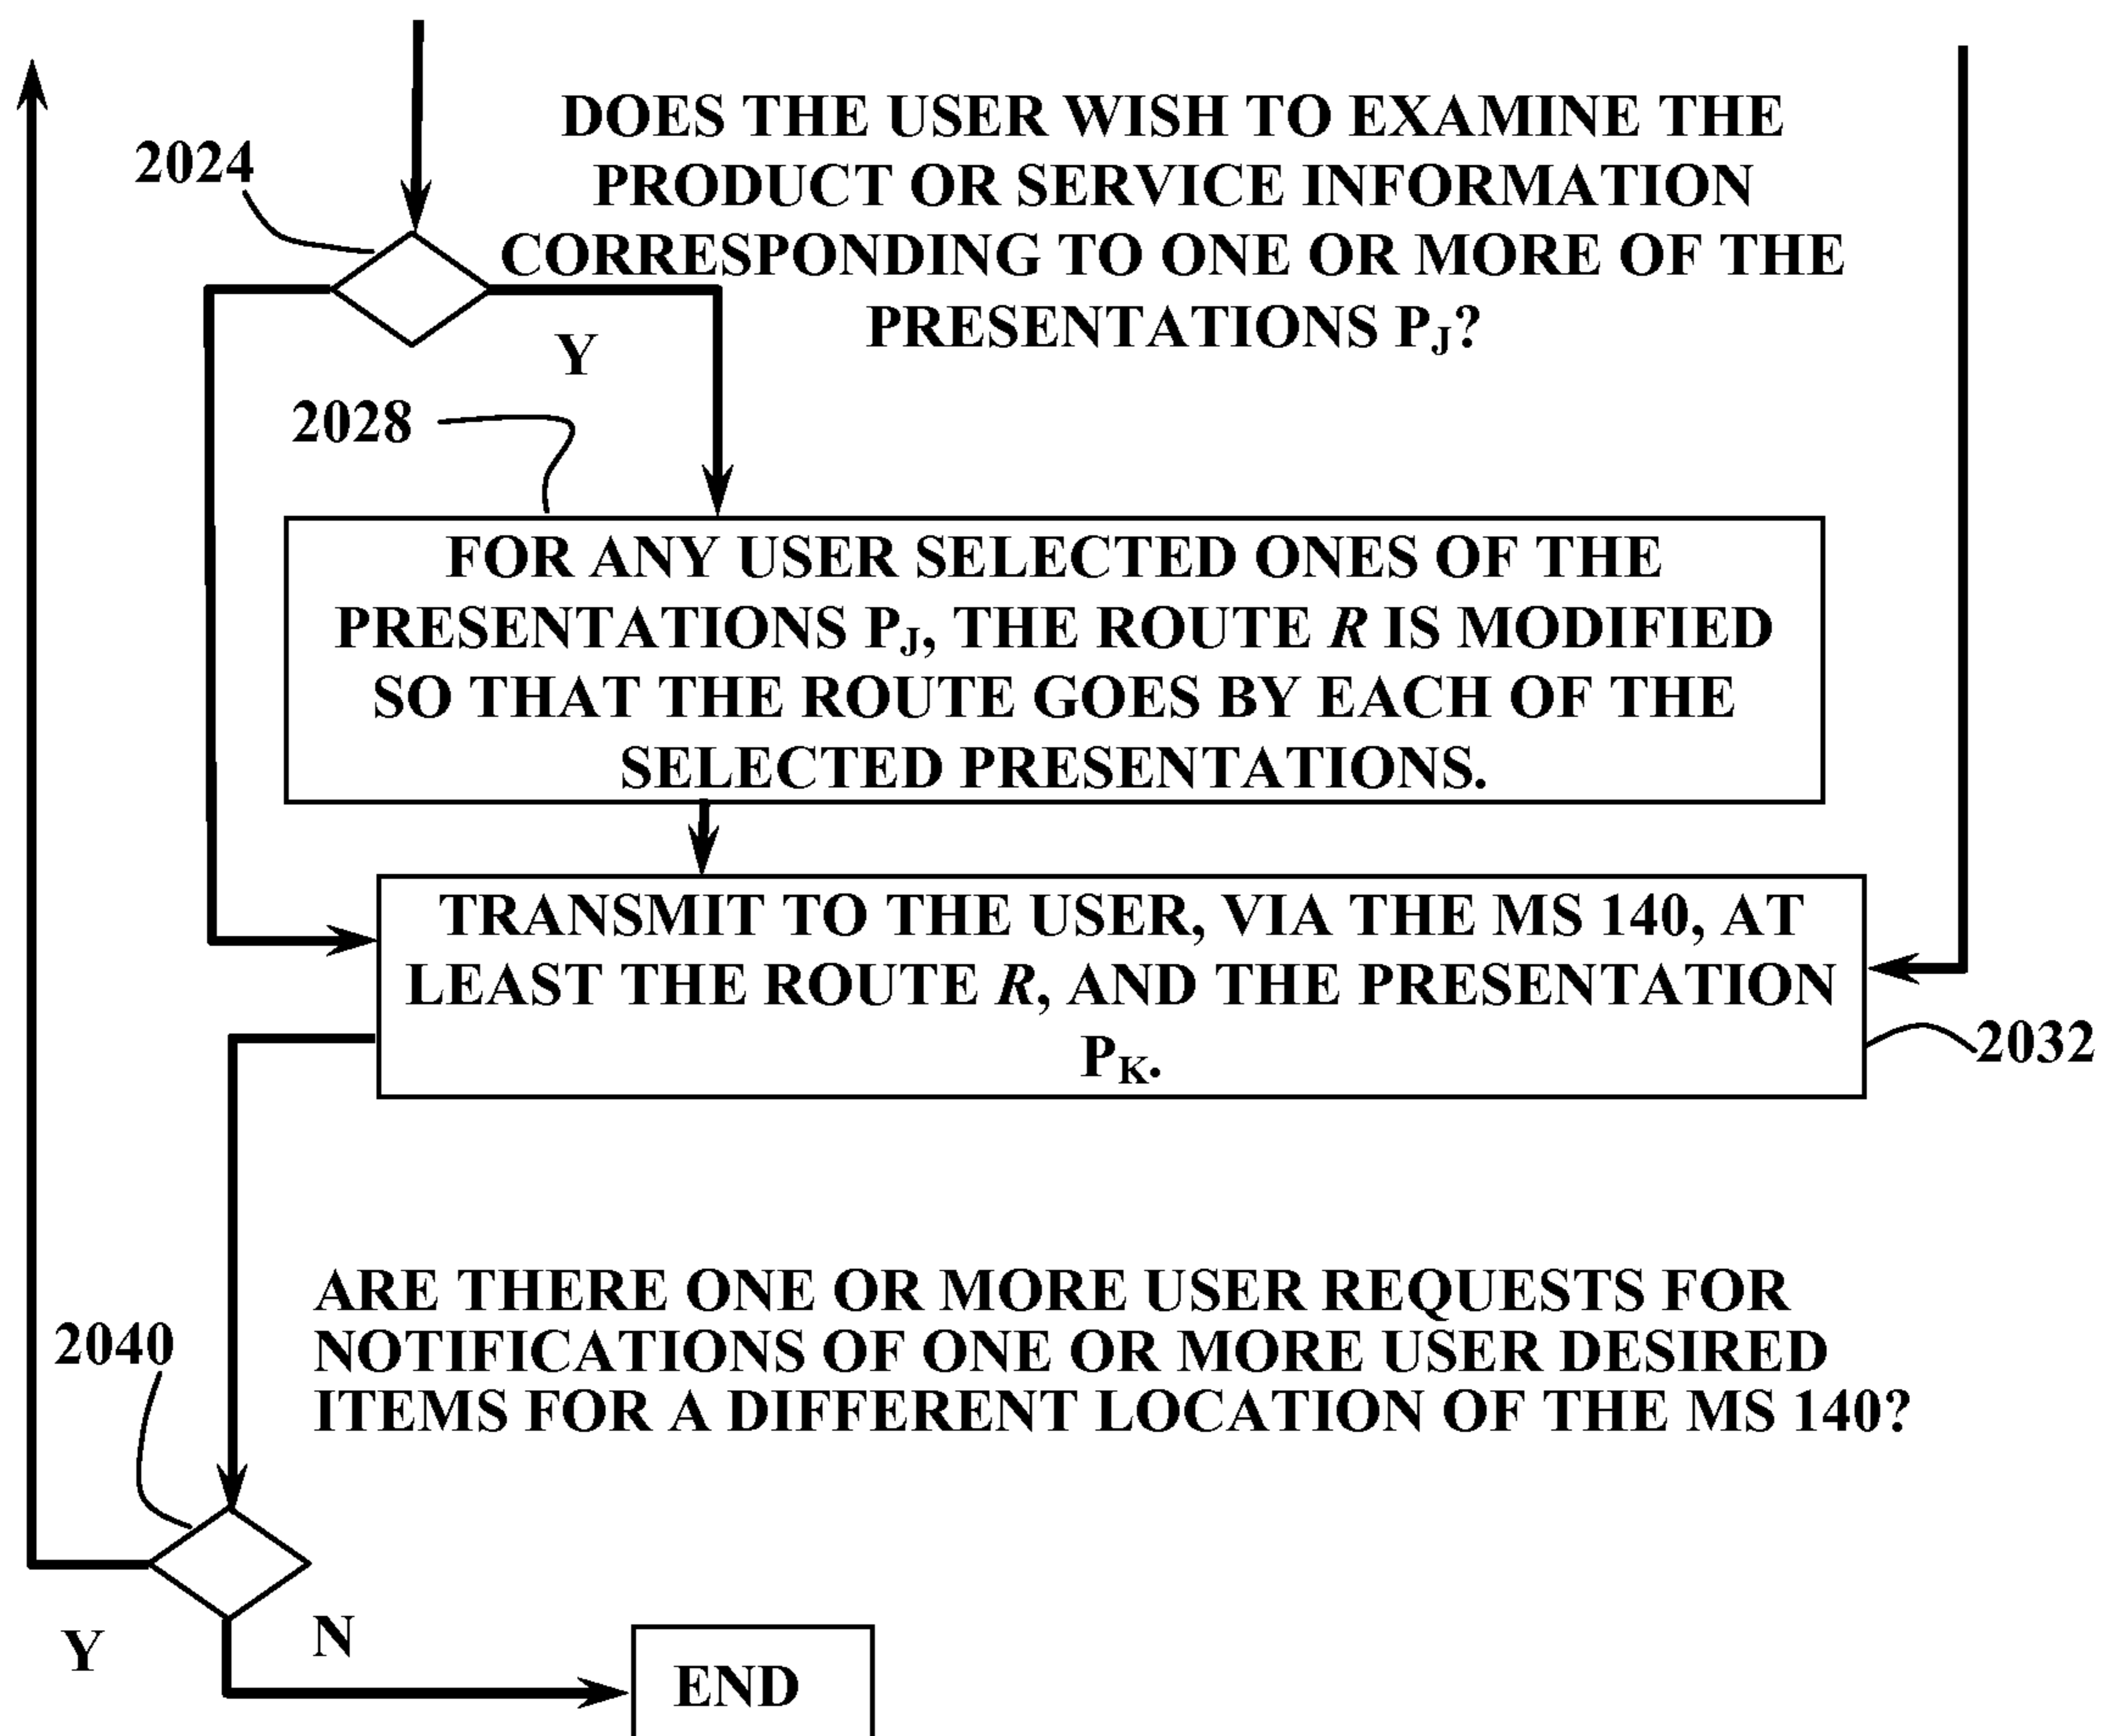 DOES THE USER WISH TO EXAMINE THE
PRODUCT OR SERVICE INFORMATION
CORRESPONDING TO ONE OR MORE OF THE
PRESENTATIONS PJ?
2024
Y
2028
FOR ANY USER SELECTED ONES OF THE
PRESENTATIONS PJ, THE ROUTE R IS MODIFIED
SO THAT THE ROUTE GOES BY EACH OF THE
SELECTED PRESENTATIONS.
TRANSMIT TO THE USER, VIA THE MS 140, AT
LEAST THE ROUTE R, AND THE PRESENTATION
PK.
2032
ARE THERE ONE OR MORE USER REQUESTS FOR
NOTIFICATIONS OF ONE OR MORE USER DESIRED
ITEMS FOR A DIFFERENT LOCATION OF THE MS 140?
2040
Y
N
END